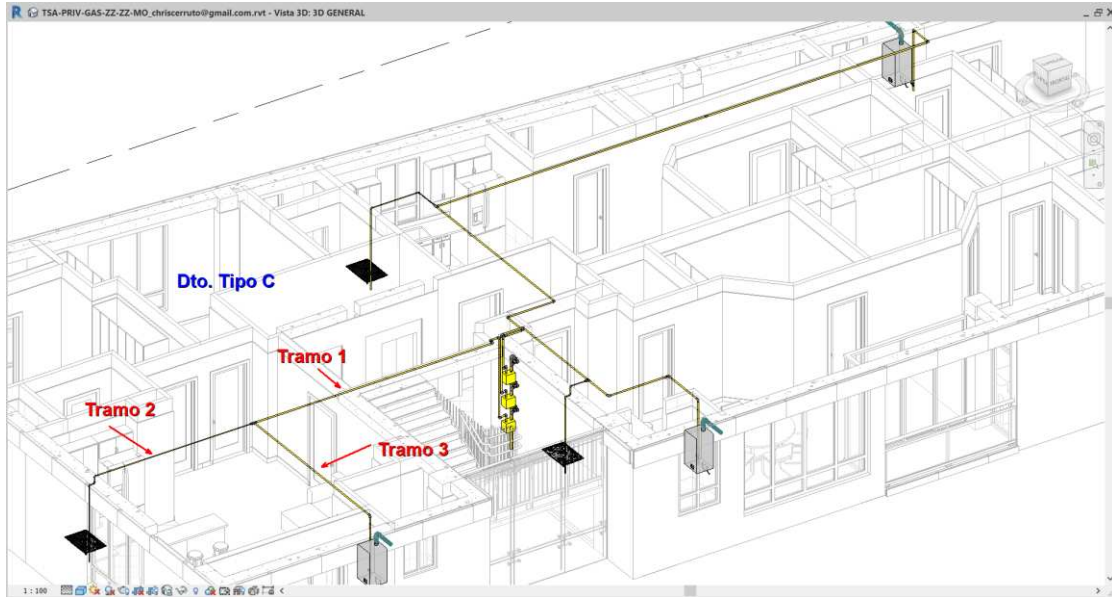 TSA-PRIV-GAS-ZZ-ZZ-MO_chriscerruto@gmail.com.rvt - Vista 3D: 3D GENERAL
Dto. Tipo C
Tramo 1
Tramo 2
Tramo 3
1 : 100